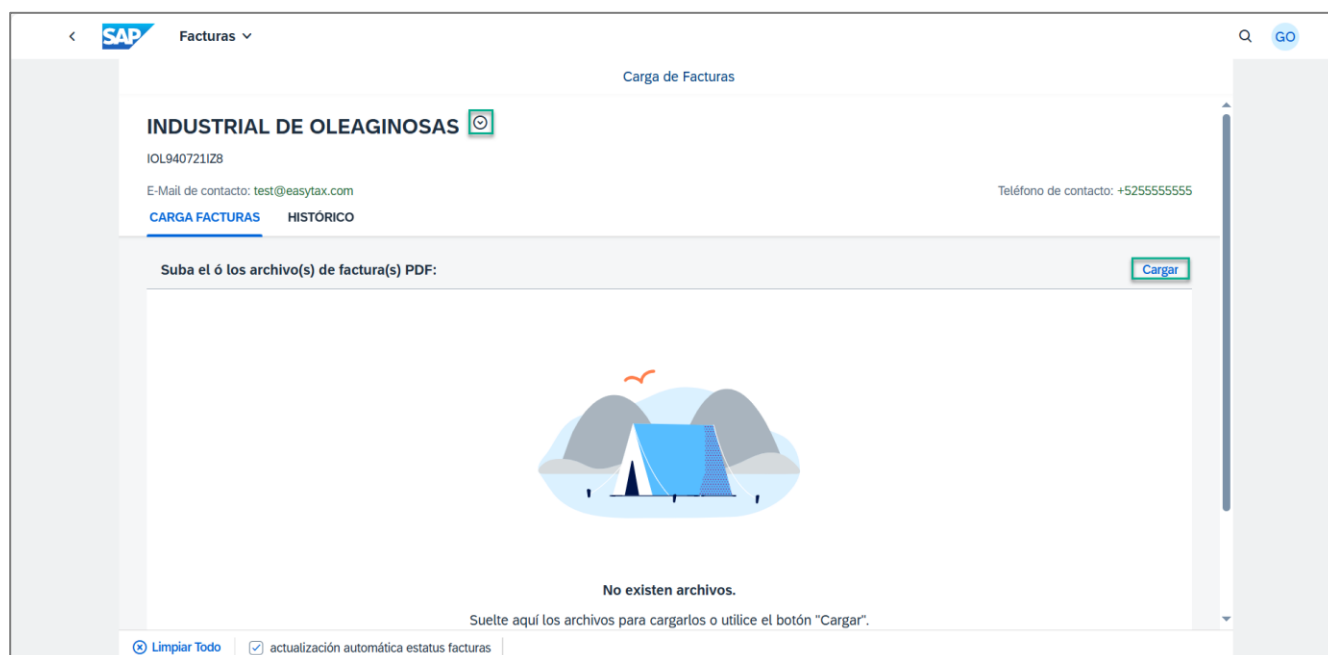 SAP Facturas
GO
Carga de Facturas
INDUSTRIAL DE OLEAGINOSAS
IOL940721IZ8
E-Mail de contacto: test@easytax.com
Teléfono de contacto: +5255555555
CARGA FACTURAS HISTÓRICO
Suba el ó los archivo(s) de factura(s) PDF:
Cargar
No existen archivos.
Suelte aquí los archivos para cargarlos o utilice el botón "Cargar".
Limpiar Todo actualización automática estatus facturas